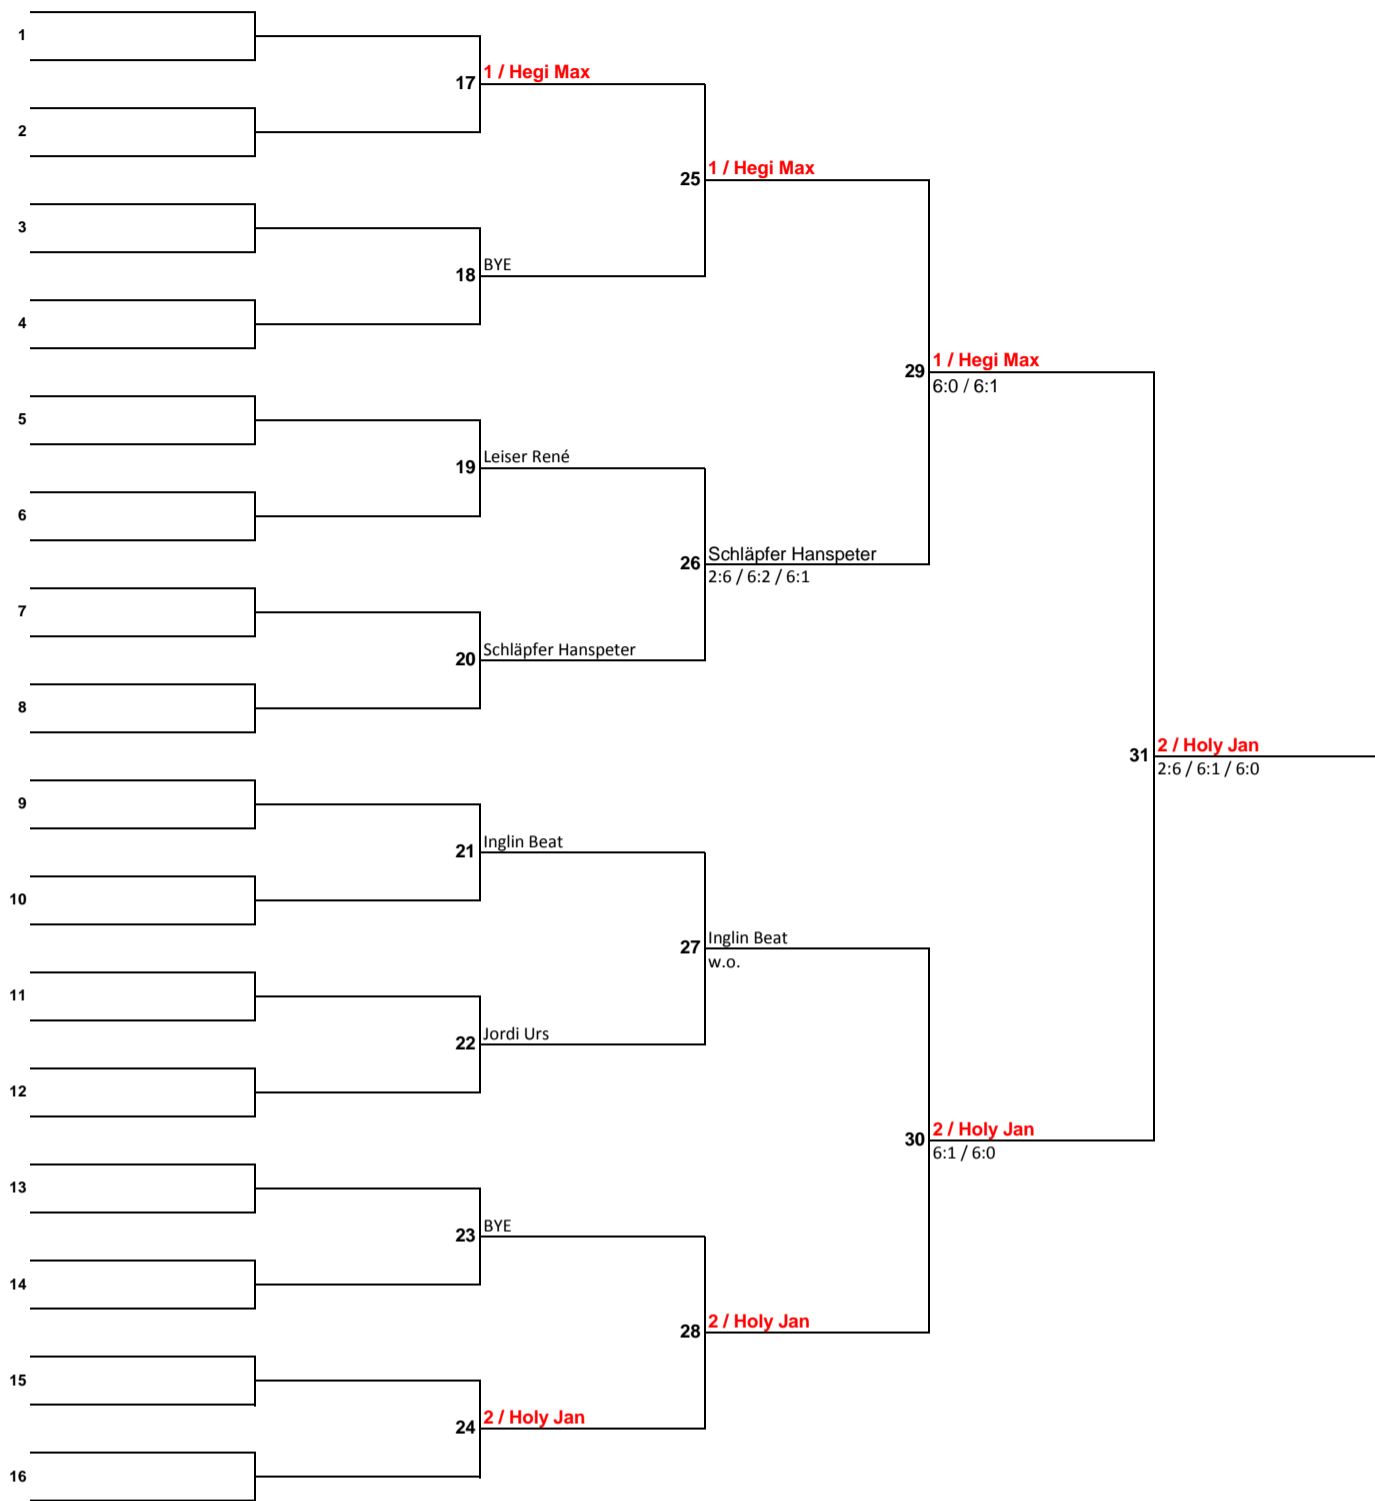 1
17 1 / Hegi Max
2
25 1 / Hegi Max
3
18 BYE
4
29 1 / Hegi Max
6:0 / 6:1
5
19 Leiser René
6
26 Schläpfer Hanspeter
2:6 / 6:2 / 6:1
7
20 Schläpfer Hanspeter
8
31 2 / Holy Jan
2:6 / 6:1 / 6:0
9
21 Inglin Beat
10
27 Inglin Beat
w.o.
11
22 Jordi Urs
12
30 2 / Holy Jan
6:1 / 6:0
13
23 BYE
14
28 2 / Holy Jan
15
24 2 / Holy Jan
16